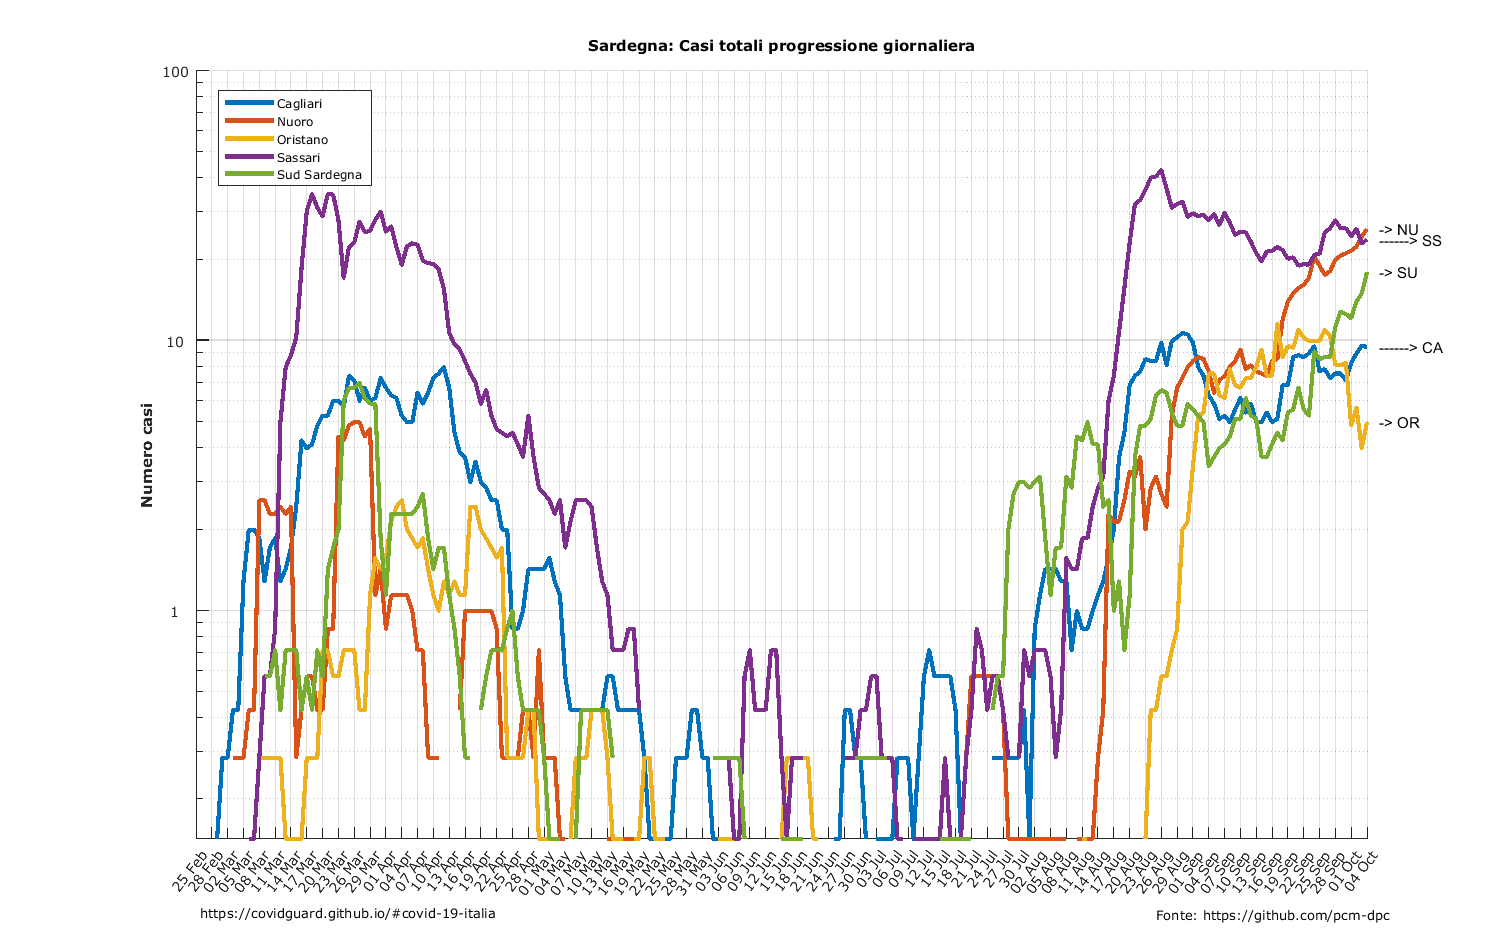 Sardegna: Casi totali progressione giornaliera
100
10
1
Numero casi
Cagliari
Nuoro
Oristano
Sassari
Sud Sardegna
-> NU
------> SS
-> SU
------> CA
-> OR
25 Feb
28 Feb
02 Mar
05 Mar
08 Mar
11 Mar
14 Mar
17 Mar
20 Mar
23 Mar
26 Mar
29 Mar
01 Apr
04 Apr
07 Apr
10 Apr
13 Apr
16 Apr
19 Apr
22 Apr
25 Apr
28 Apr
01 May
04 May
07 May
10 May
13 May
16 May
19 May
22 May
25 May
28 May
31 May
03 Jun
06 Jun
09 Jun
12 Jun
15 Jun
18 Jun
21 Jun
24 Jun
27 Jun
30 Jun
03 Jul
06 Jul
09 Jul
12 Jul
15 Jul
18 Jul
21 Jul
24 Jul
27 Jul
30 Jul
02 Aug
05 Aug
08 Aug
11 Aug
14 Aug
17 Aug
20 Aug
23 Aug
26 Aug
29 Aug
01 Sep
04 Sep
07 Sep
10 Sep
13 Sep
16 Sep
19 Sep
22 Sep
25 Sep
28 Sep
01 Oct
04 Oct
https://covidguard.github.io/#covid-19-italia
Fonte: https://github.com/pcm-dpc